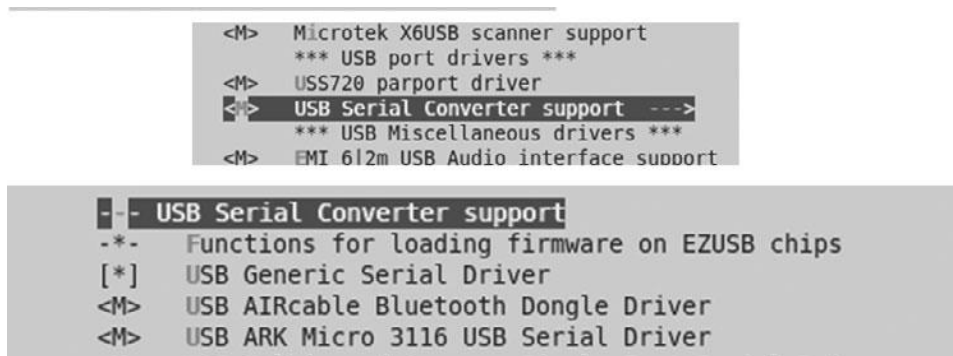 <M> Microtek X6USB scanner support
*** USB port drivers ***
<M> USS720 parport driver
<M> USB Serial Converter support --->
*** USB Miscellaneous drivers ***
<M> EMI 6|2m USB Audio interface support
--- USB Serial Converter support
-*- Functions for loading firmware on EZUSB chips
[*] USB Generic Serial Driver
<M> USB AIRcable Bluetooth Dongle Driver
<M> USB ARK Micro 3116 USB Serial Driver